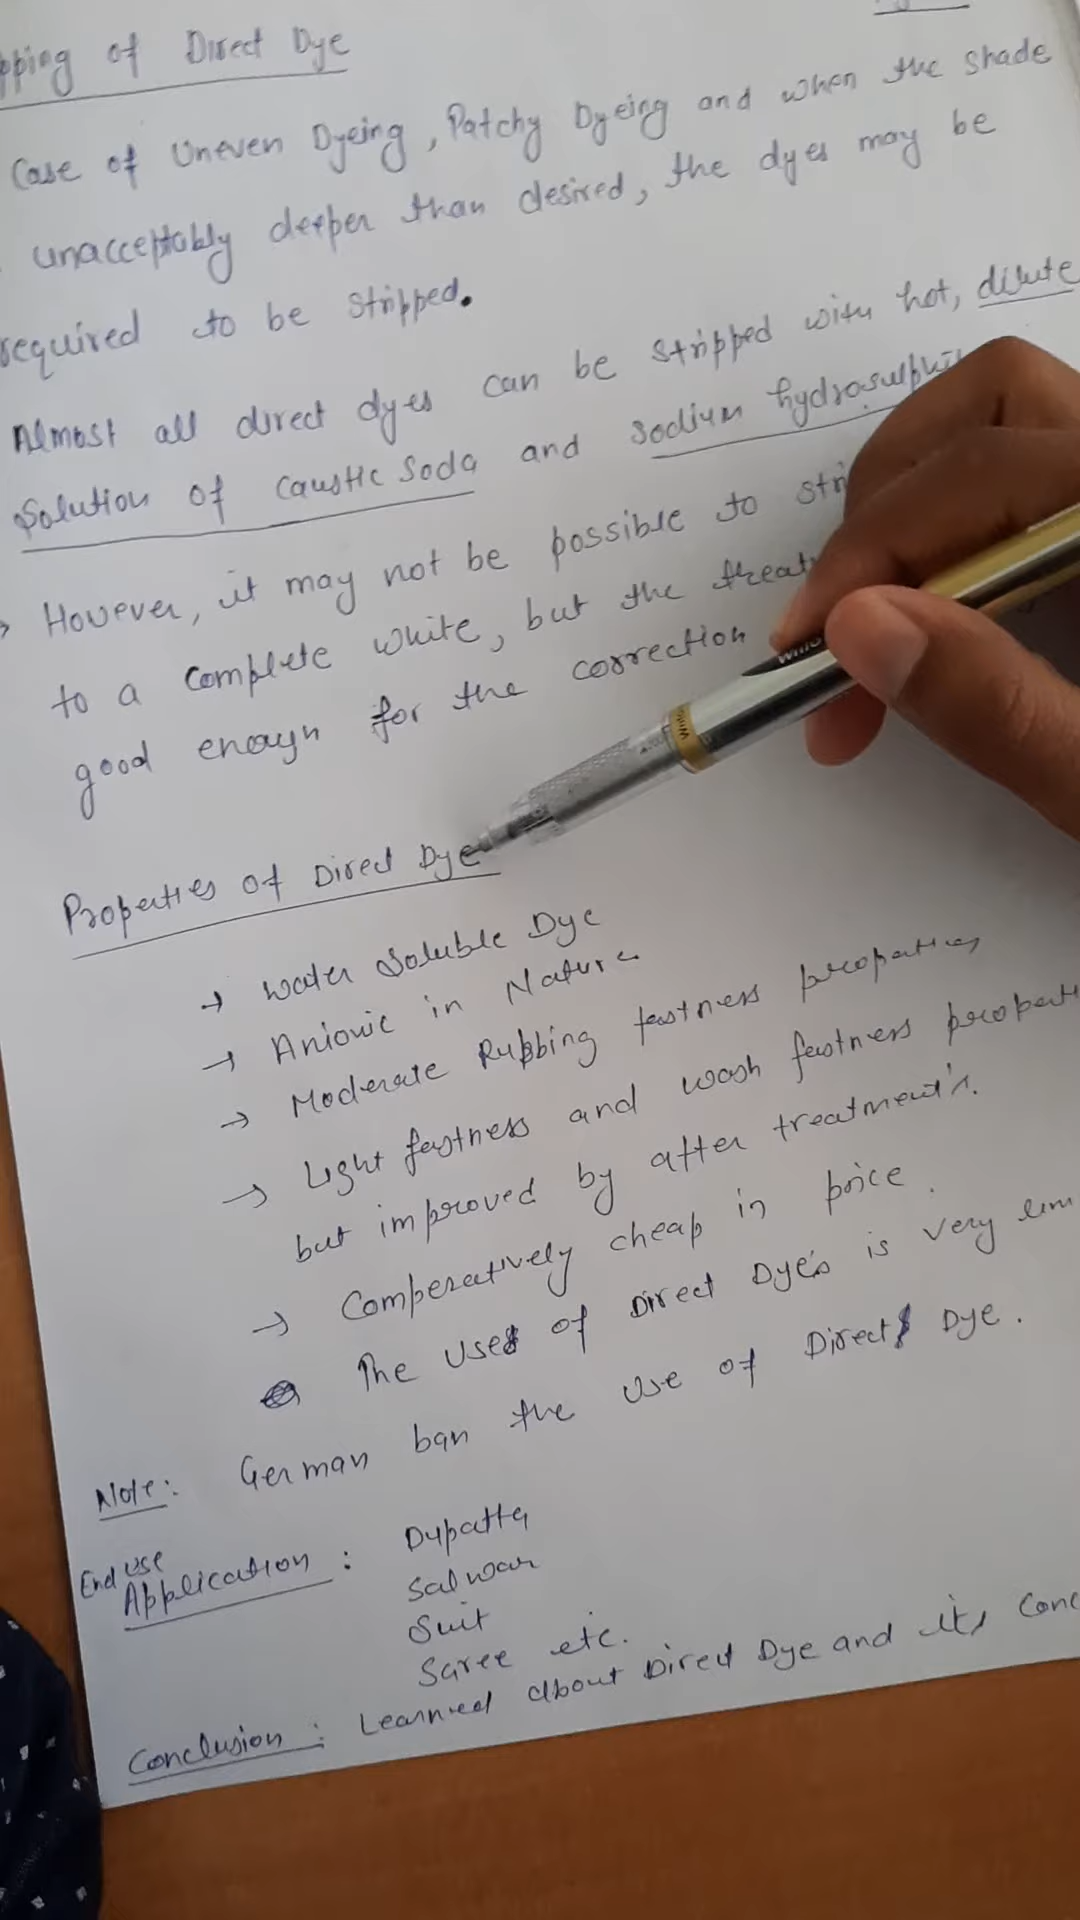 of Direct Dye
Case of Uneven Dyeing, Patchy Dyeing and when the shade
unacceptably deeper than desired, the dyes may be
required to be stripped.
Almost all direct dyes can be stripped with hot, dilute
Solution of caustic soda and sodium
However, it may not be possible to
to a complete white, but the
good enough for the correction
Properties of Direct Dye
→ Water Soluble Dye
→ Anionic in Nature
→ Moderate Rubbing fastness properties
→ Light fastness and wash fastness
but improved by after treatment's.
→ Comperatively cheap in price.
The Uses of Direct Dye's is very
Note: German ban the use of Direct Dye.
End Use
Application : Dupatta
Salwar
Suit
Saree etc.
Conclusion : Learned about Direct Dye and its